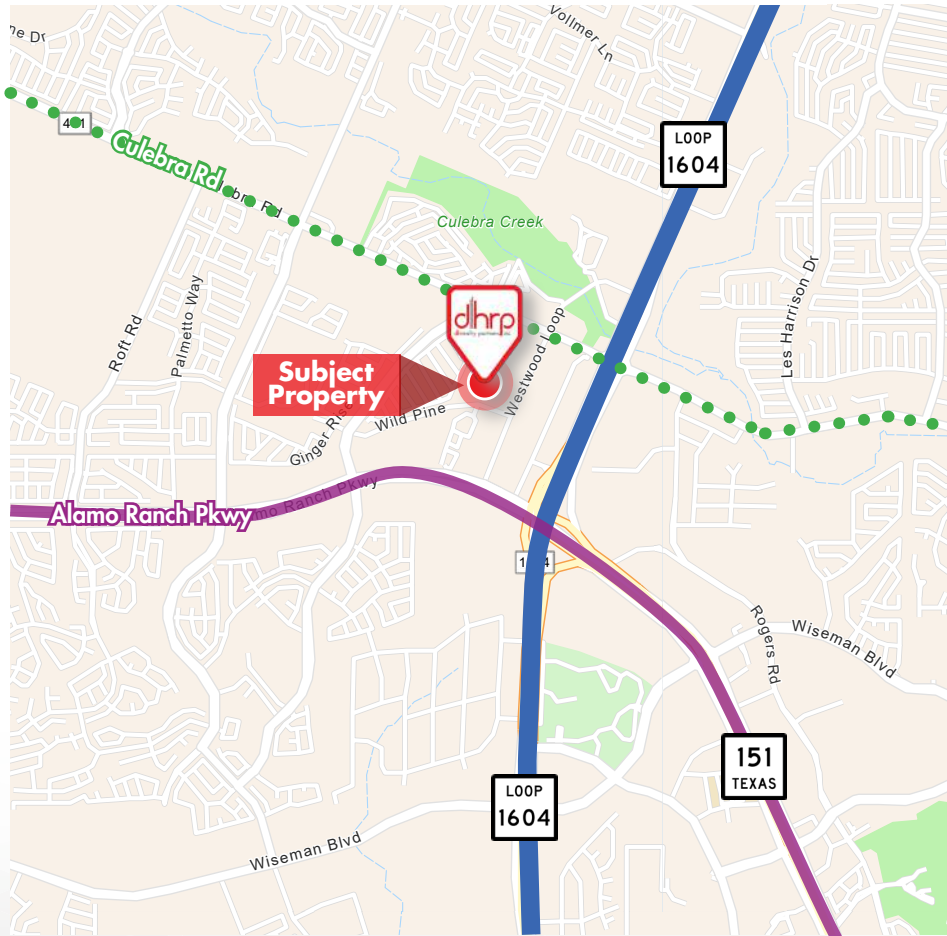 ne Dr
Vollmer Ln
LOOP
1604
Culebra Rd
Culebra Creek
Les Harrison Dr
Palmetto Way
Roft Rd
dhrp
Westwood Loop
Subject
Property
Wild Pine
Ginger Rise
Alamo Ranch Pkwy
mo Ranch Pkwy
Rogers Rd
Wiseman Blvd
151
TEXAS
LOOP
1604
Wiseman Blvd